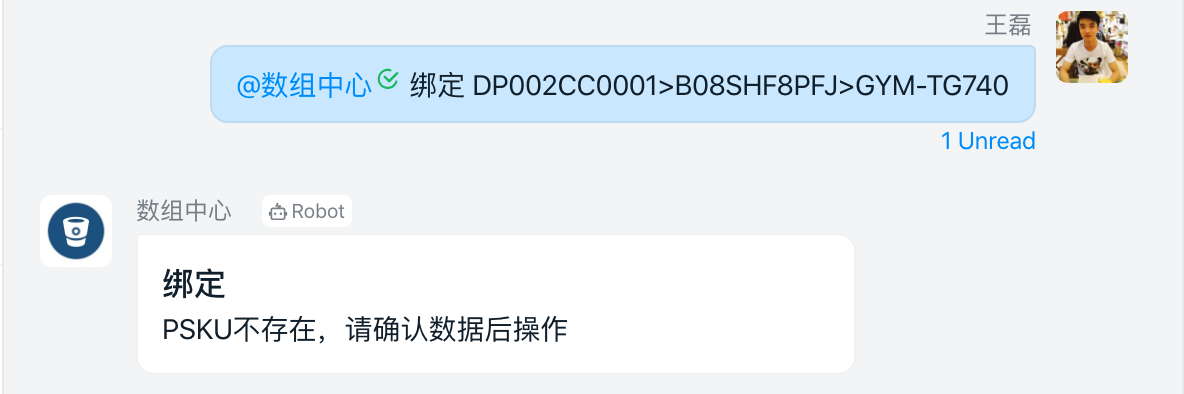 王磊
@数组中心 绑定 DP002CC0001>B08SHF8PFJ>GYM-TG740
1 Unread
数组中心 Robot
绑定
PSKU不存在，请确认数据后操作